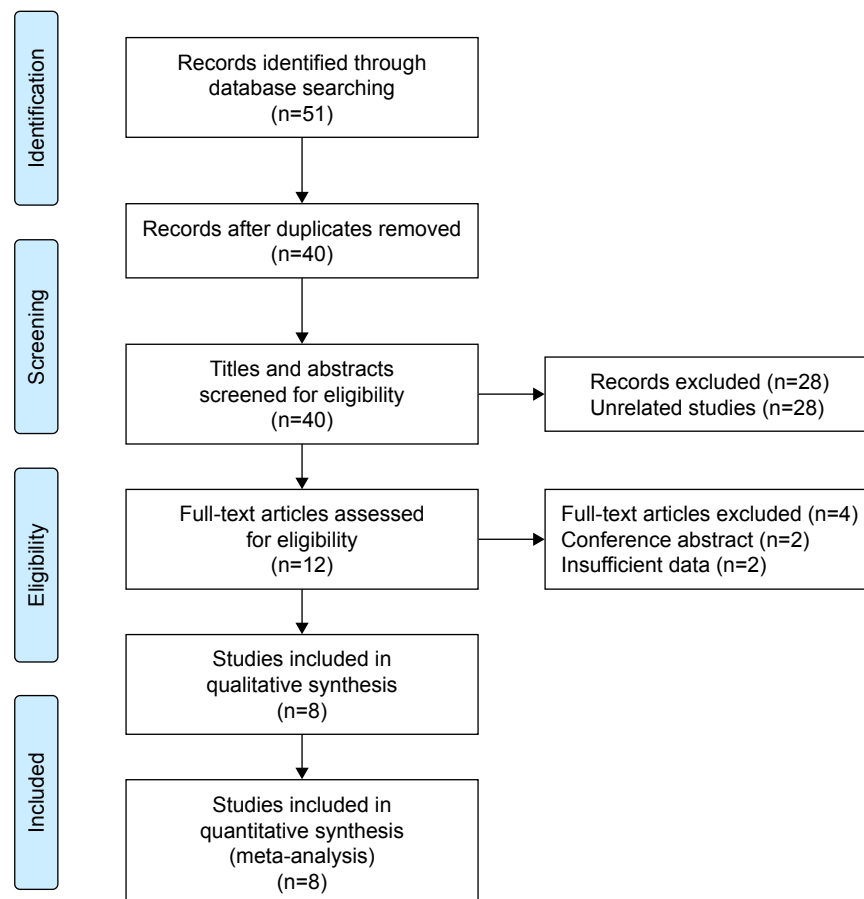 Identification
Records identified through
database searching
(n=51)
Records after duplicates removed
(n=40)
Screening
Titles and abstracts
screened for eligibility
(n=40)
Records excluded (n=28)
Unrelated studies (n=28)
Eligibility
Full-text articles assessed
for eligibility
(n=12)
Full-text articles excluded (n=4)
Conference abstract (n=2)
Insufficient data (n=2)
Studies included in
qualitative synthesis
(n=8)
Included
Studies included in
quantitative synthesis
(meta-analysis)
(n=8)